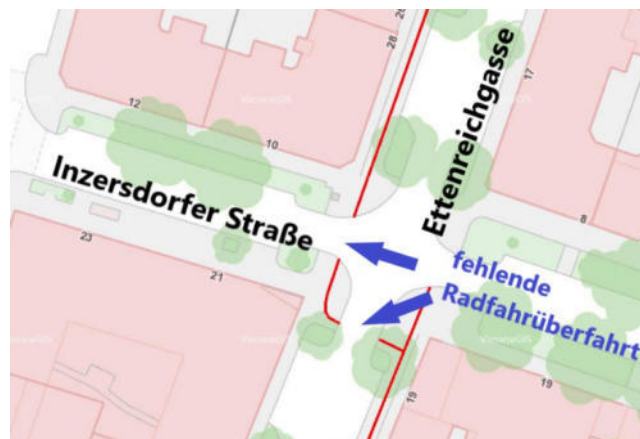 28
17
12
10
Ettenreichgasse
Inzersdorfer Straße
8
23
21
fehlende
Radfahrüberfahrt
19
19